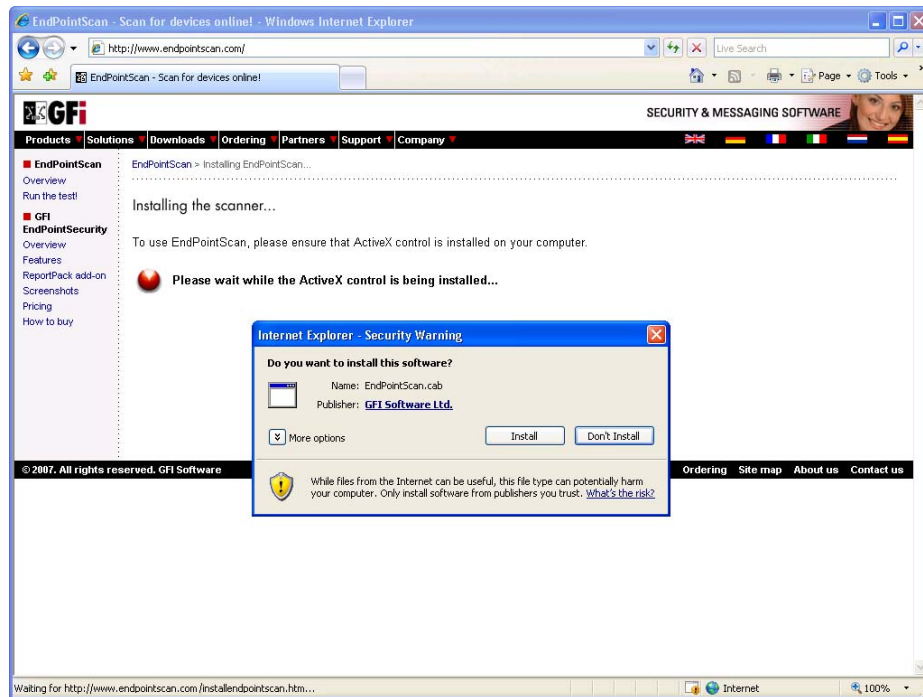 EndPointScan - Scan for devices online! - Windows Internet Explorer
http://www.endpointscan.com/
Live Search
EndPointScan - Scan for devices online!
Page
Tools
GFi
SECURITY & MESSAGING SOFTWARE
Products Solutions Downloads Ordering Partners Support Company
EndPointScan
Overview
Run the test!
GFI
EndPointSecurity
Overview
Features
ReportPack add-on
Screenshots
Pricing
How to buy
EndPointScan > Installing EndPointScan...
Installing the scanner...
To use EndPointScan, please ensure that ActiveX control is installed on your computer.
Please wait while the ActiveX control is being installed...
Internet Explorer - Security Warning
Do you want to install this software?
Name: EndPointScan.cab
Publisher: GFI Software Ltd.
More options
Install
Don't Install
While files from the Internet can be useful, this file type can potentially harm
your computer. Only install software from publishers you trust. What's the risk?
© 2007. All rights reserved. GFI Software
Ordering Site map About us Contact us
Waiting for http://www.endpointscan.com/installendpointscan.htm...
Internet
100%